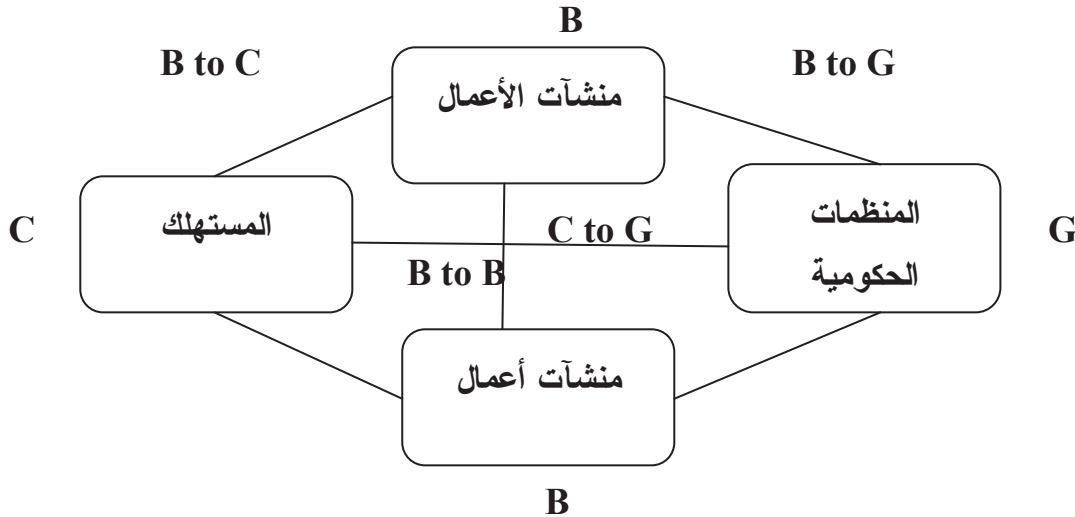 B
B to C
B to G
منشآت الأعمال
المستهلك
المنظمات
الحكومية
C
C to G
G
B to B
منشآت أعمال
B